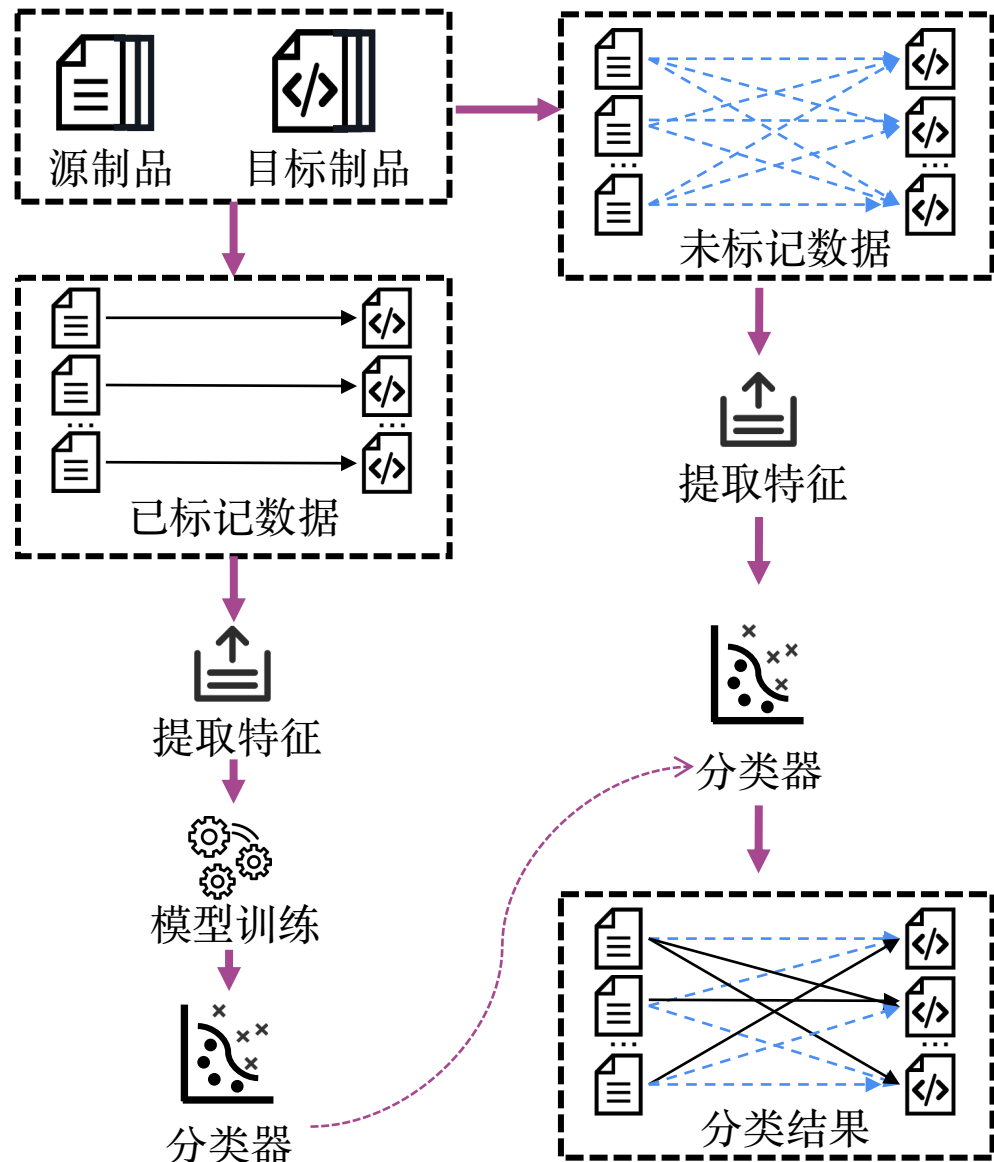 源制品
目标制品
未标记数据
已标记数据
提取特征
提取特征
分类器
模型训练
分类器
分类结果